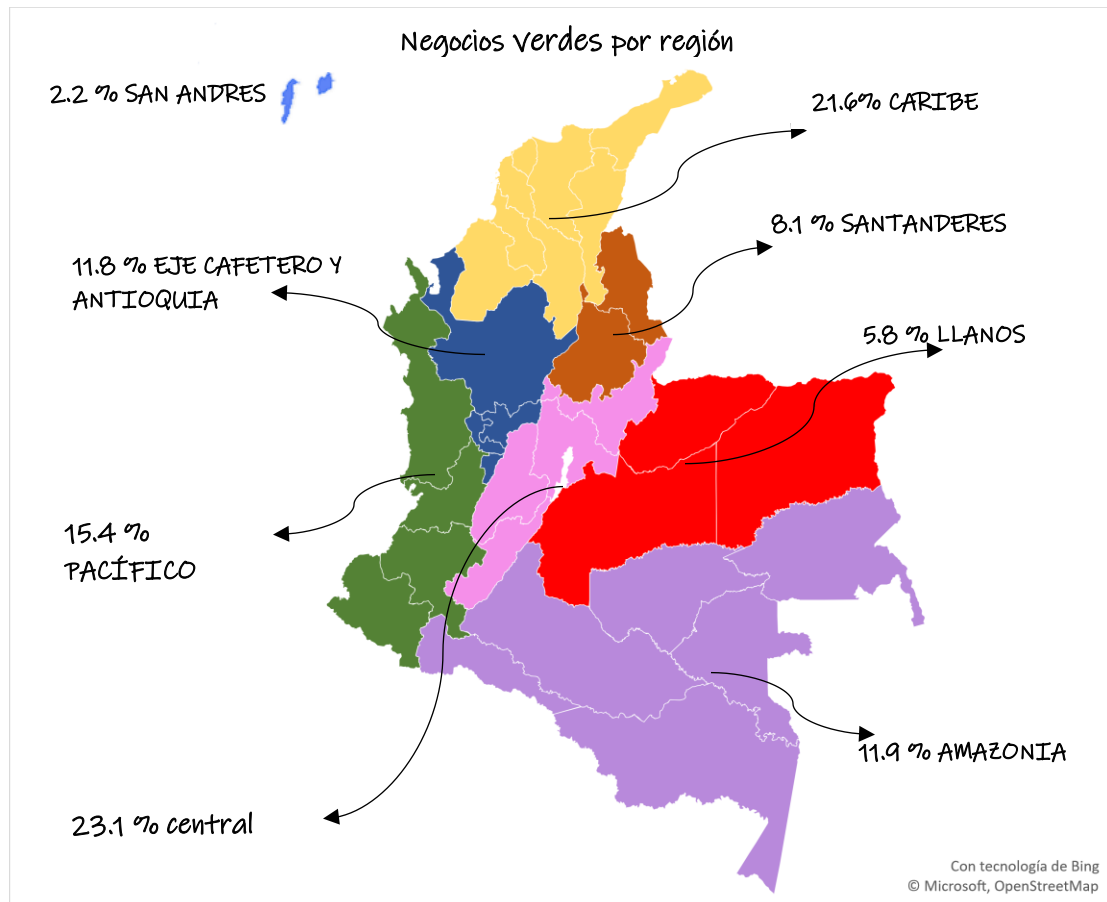 Negocios verdes por región
2.2 % SAN ANDRES
21.6% CARIBE
8.1 % SANTANDERES
11.8 % EJE CAFETERO Y
ANTIOQUIA
5.8 % LLANOS
15.4 %
PACÍFICO
11.9 % AMAZONIA
23.1 % central
Con tecnología de Bing
© Microsoft, OpenStreetMap